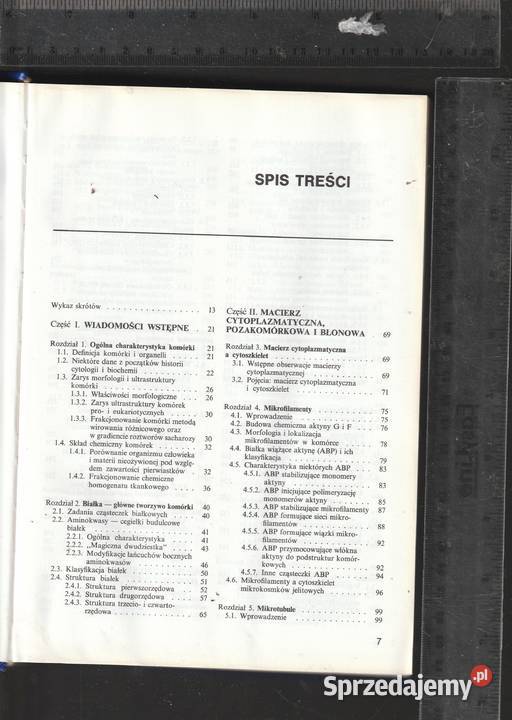 SPIS TREŚCI
Wykaz skrótów . . . . . . . . . . . . . . 13
Część I. WIADOMOŚCI WSTĘPNE . 21
Rozdział 1. Ogólna charakterystyka komórki 21
1.1. Definicja komórki i organelli . . . . . 21
1.2. Niektóre dane z początków historii
cytologii i biochemii . . . . . . . . . 22
1.3. Zarys morfologii i ultrastruktury
komórki . . . . . . . . . . . . . . . 26
1.3.1. Właściwości morfologiczne . . . 26
1.3.2. Zarys ultrastruktury komórek
pro- i eukariotycznych . . . . . . 30
1.3.3. Frakcjonowanie komórki metodą
wirowania różnicowego oraz
w gradiencie roztworów sacharozy 30
1.4. Skład chemiczny komórek . . . . . . 32
1.4.1. Porównanie organizmu człowieka
i materii nieożywionej pod wzglę-
dem zawartości pierwiastków . . 32
1.4.2. Frakcjonowanie chemiczne
homogenatu tkankowego . . . . . 36
Rozdział 2. Białka — główne tworzywo komórki 40
2.1. Zadania cząsteczek białkowych . . . . 40
2.2. Aminokwasy — cegiełki budulcowe
białek . . . . . . . . . . . . . . . . 41
2.2.1. Ogólna charakterystyka . . . . . 41
2.2.2. „Magiczna dwudziestka” . . . . 43
2.2.3. Modyfikacje łańcuchów bocznych
aminokwasów . . . . . . . . . . 46
2.3. Klasyfikacja białek . . . . . . . . . . 50
2.4. Struktura białek . . . . . . . . . . . 51
2.4.1. Struktura pierwszorzędowa . . . 52
2.4.2. Struktura drugorzędowa . . . . . 57
2.4.3. Struktura trzecio- i czwarto-
rzędowa . . . . . . . . . . . . . 65
Część II. MACIERZ
CYTOPLAZMATYCZNA,
POZAKOMÓRKOWA I BŁONOWA . 69
Rozdział 3. Macierz cytoplazmatyczna
a cytoszkielet . . . . . . . . . . . . . . . 69
3.1. Wstępne obserwacje macierzy
cytoplazmatycznej . . . . . . . . . . 69
3.2. Pojęcia: macierz cytoplazmatyczna
i cytoszkielet . . . . . . . . . . . . 71
Rozdział 4. Mikrofilamenty . . . . . . . . 75
4.1. Wprowadzenie . . . . . . . . . . . . 75
4.2. Budowa chemiczna aktyny G i F . . . 76
4.3. Morfologia i lokalizacja
mikrofilamentów w komórce . . . . . 78
4.4. Białka wiążące aktynę (ABP) i ich
klasyfikacja . . . . . . . . . . . . . 79
4.5. Charakterystyka niektórych ABP . . . 83
4.5.1. ABP stabilizujące monomery
aktyny . . . . . . . . . . . . . . 83
4.5.2. ABP inicjujące polimeryzację
monomerów aktyny . . . . . . . 85
4.5.3. ABP stabilizujące mikrofilamenty 87
4.5.4. ABP formujące sieci mikro-
filamentów . . . . . . . . . . . . 88
4.5.5. ABP formujące wiązki mikro-
filamentów . . . . . . . . . . . . 92
4.5.6. ABP przymocowujące włókna
aktyny do podstruktur komór-
kowych . . . . . . . . . . . . . 92
4.5.7. Inne cząsteczki ABP . . . . . . 94
4.6. Mikrofilamenty a cytoszkielet
mikrokosmków jelitowych . . . . . . 96
Rozdział 5. Mikrotubule . . . . . . . . . . 99
5.1. Wprowadzenie . . . . . . . . . . . . 99
7
Sprzedajemy.pl